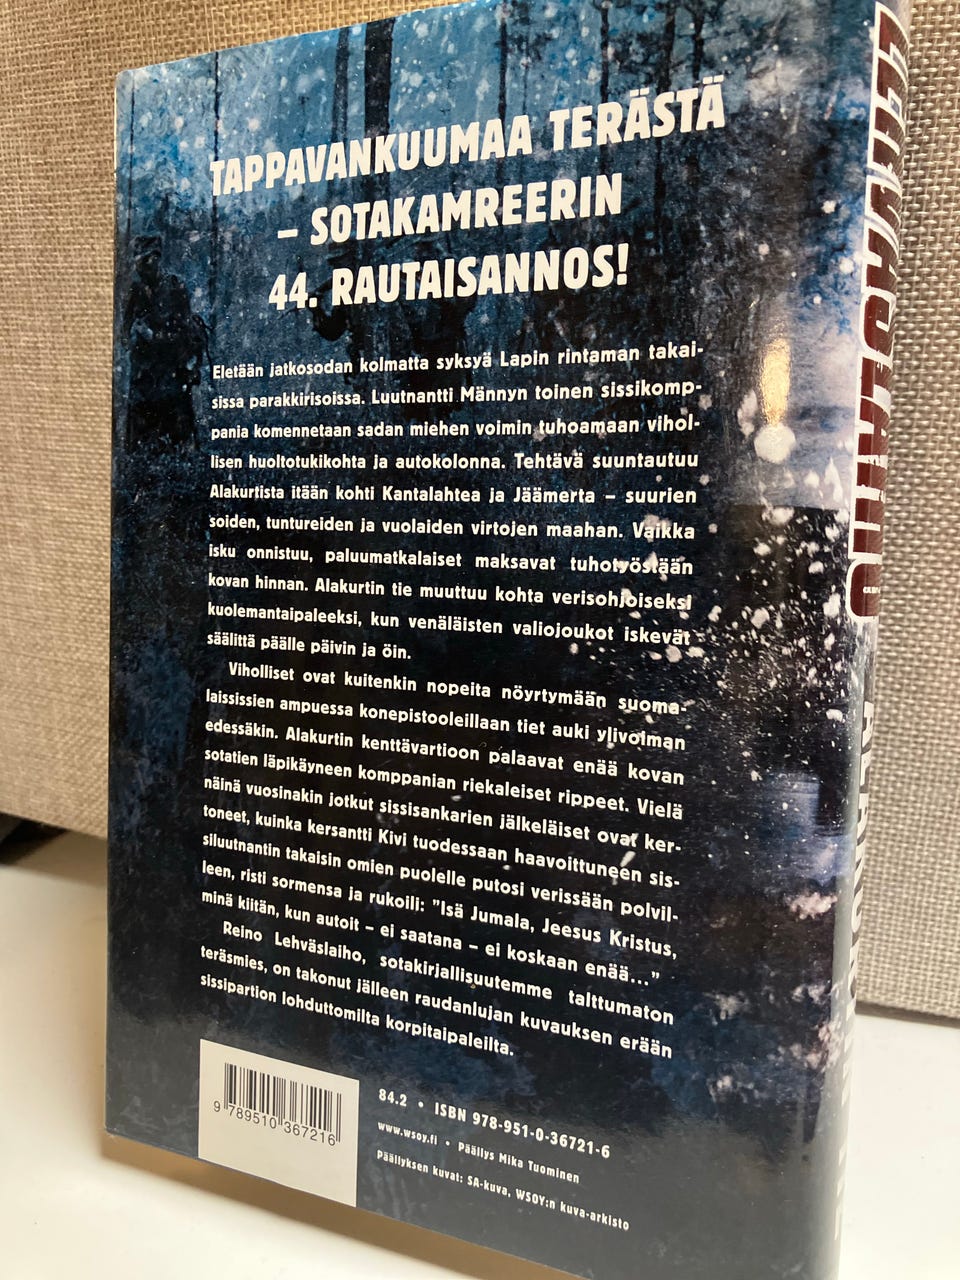 TAPPAVANKUUMAA TERÄSTÄ
– SOTAKAMREERIN
44. RAUTAISANNOS!
Eletään jatkosodan kolmatta syksyä Lapin rintaman takai-
sissa parakkirisoissa. Luutnantti Männyn toinen sissikomp-
pania komennetaan sadan miehen voimin tuhoamaan vihol-
lisen huoltotukikohta ja autokolonna. Tehtävä suuntautuu
Alakurtista itään kohti Kantalahtea ja Jäämerta – suurien
soiden, tuntureiden ja vuolaiden virtojen maahan. Vaikka
isku onnistuu, paluumatkalaiset maksavat tuhotyöstään
kovan hinnan. Alakurtin tie muuttuu kohta verisohjoiseksi
kuolemantaipaleeksi, kun venäläisten valiojoukot iskevät
säälittä päälle päivin ja öin.
Viholliset ovat kuitenkin nopeita nöyrtymään suoma-
laississien ampuessa konepistooleillaan tiet auki ylivoiman
edessäkin. Alakurtin kenttävartioon palaavat enää kovan
sotatien läpikäyneen komppanian riekaleiset rippeet. Vielä
näinä vuosinakin jotkut sissisankarien jälkeläiset ovat ker-
toneet, kuinka kersantti Kivi tuodessaan haavoittuneen sis-
siluutnantin takaisin omien puolelle putosi verissään polvil-
leen, risti sormensa ja rukoili: "Isä Jumala, Jeesus Kristus,
minä kiitän, kun autoit – ei saatana – ei koskaan enää..."
Reino Lehväslaiho, sotakirjallisuutemme talttumaton
teräsmies, on takonut jälleen raudanlujan kuvauksen erään
sissipartion lohduttomilta korpitaipaleilta.
84.2 • ISBN 978-951-0-36721-6
www.wsoy.fi • Päällys Mika Tuominen
Päällyksen kuvat: SA-kuva, WSOY:n kuva-arkisto
9 789510 367216
LEHVÄSLAIHO